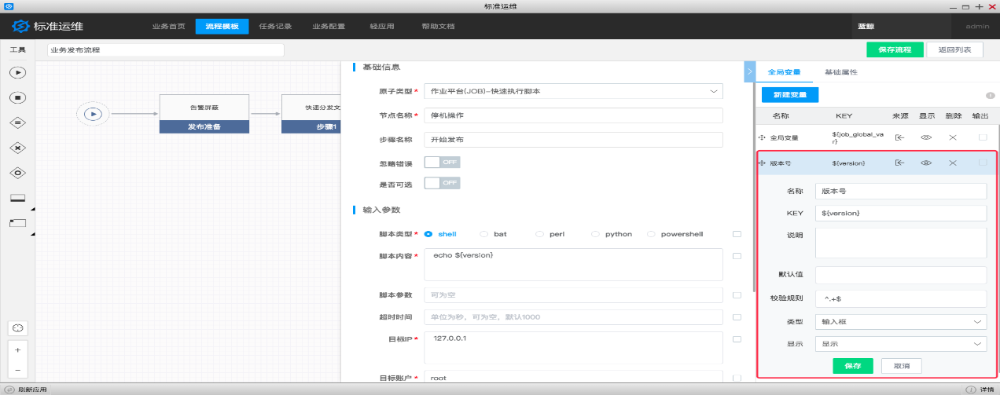 标准运维
标准运维 业务首页 流程模板 任务记录 业务配置 轻应用 帮助文档 蓝鲸 admin
工具 业务发布流程 保存流程 返回列表
告警屏蔽
发布准备
快速分发文
步骤1
基础信息
原子类型* 作业平台(JOB)-快速执行脚本
节点名称* 停机操作
步骤名称 开始发布
忽略错误 OFF
是否可选 OFF
输入参数
脚本类型* shell bat perl python powershell
脚本内容* echo ${version}
脚本参数 可为空
超时时间 单位为秒，可为空，默认1000
目标IP* 127.0.0.1
目标账户* root
全局变量 基础属性
新建变量
名称 KEY 来源 显示 删除 输出
全局变量 ${job_global_va
r}
版本号 ${version}
名称 版本号
KEY ${version}
说明
默认值
校验规则 ^.+$
类型 输入框
显示 显示
保存 取消
刷新应用 详情